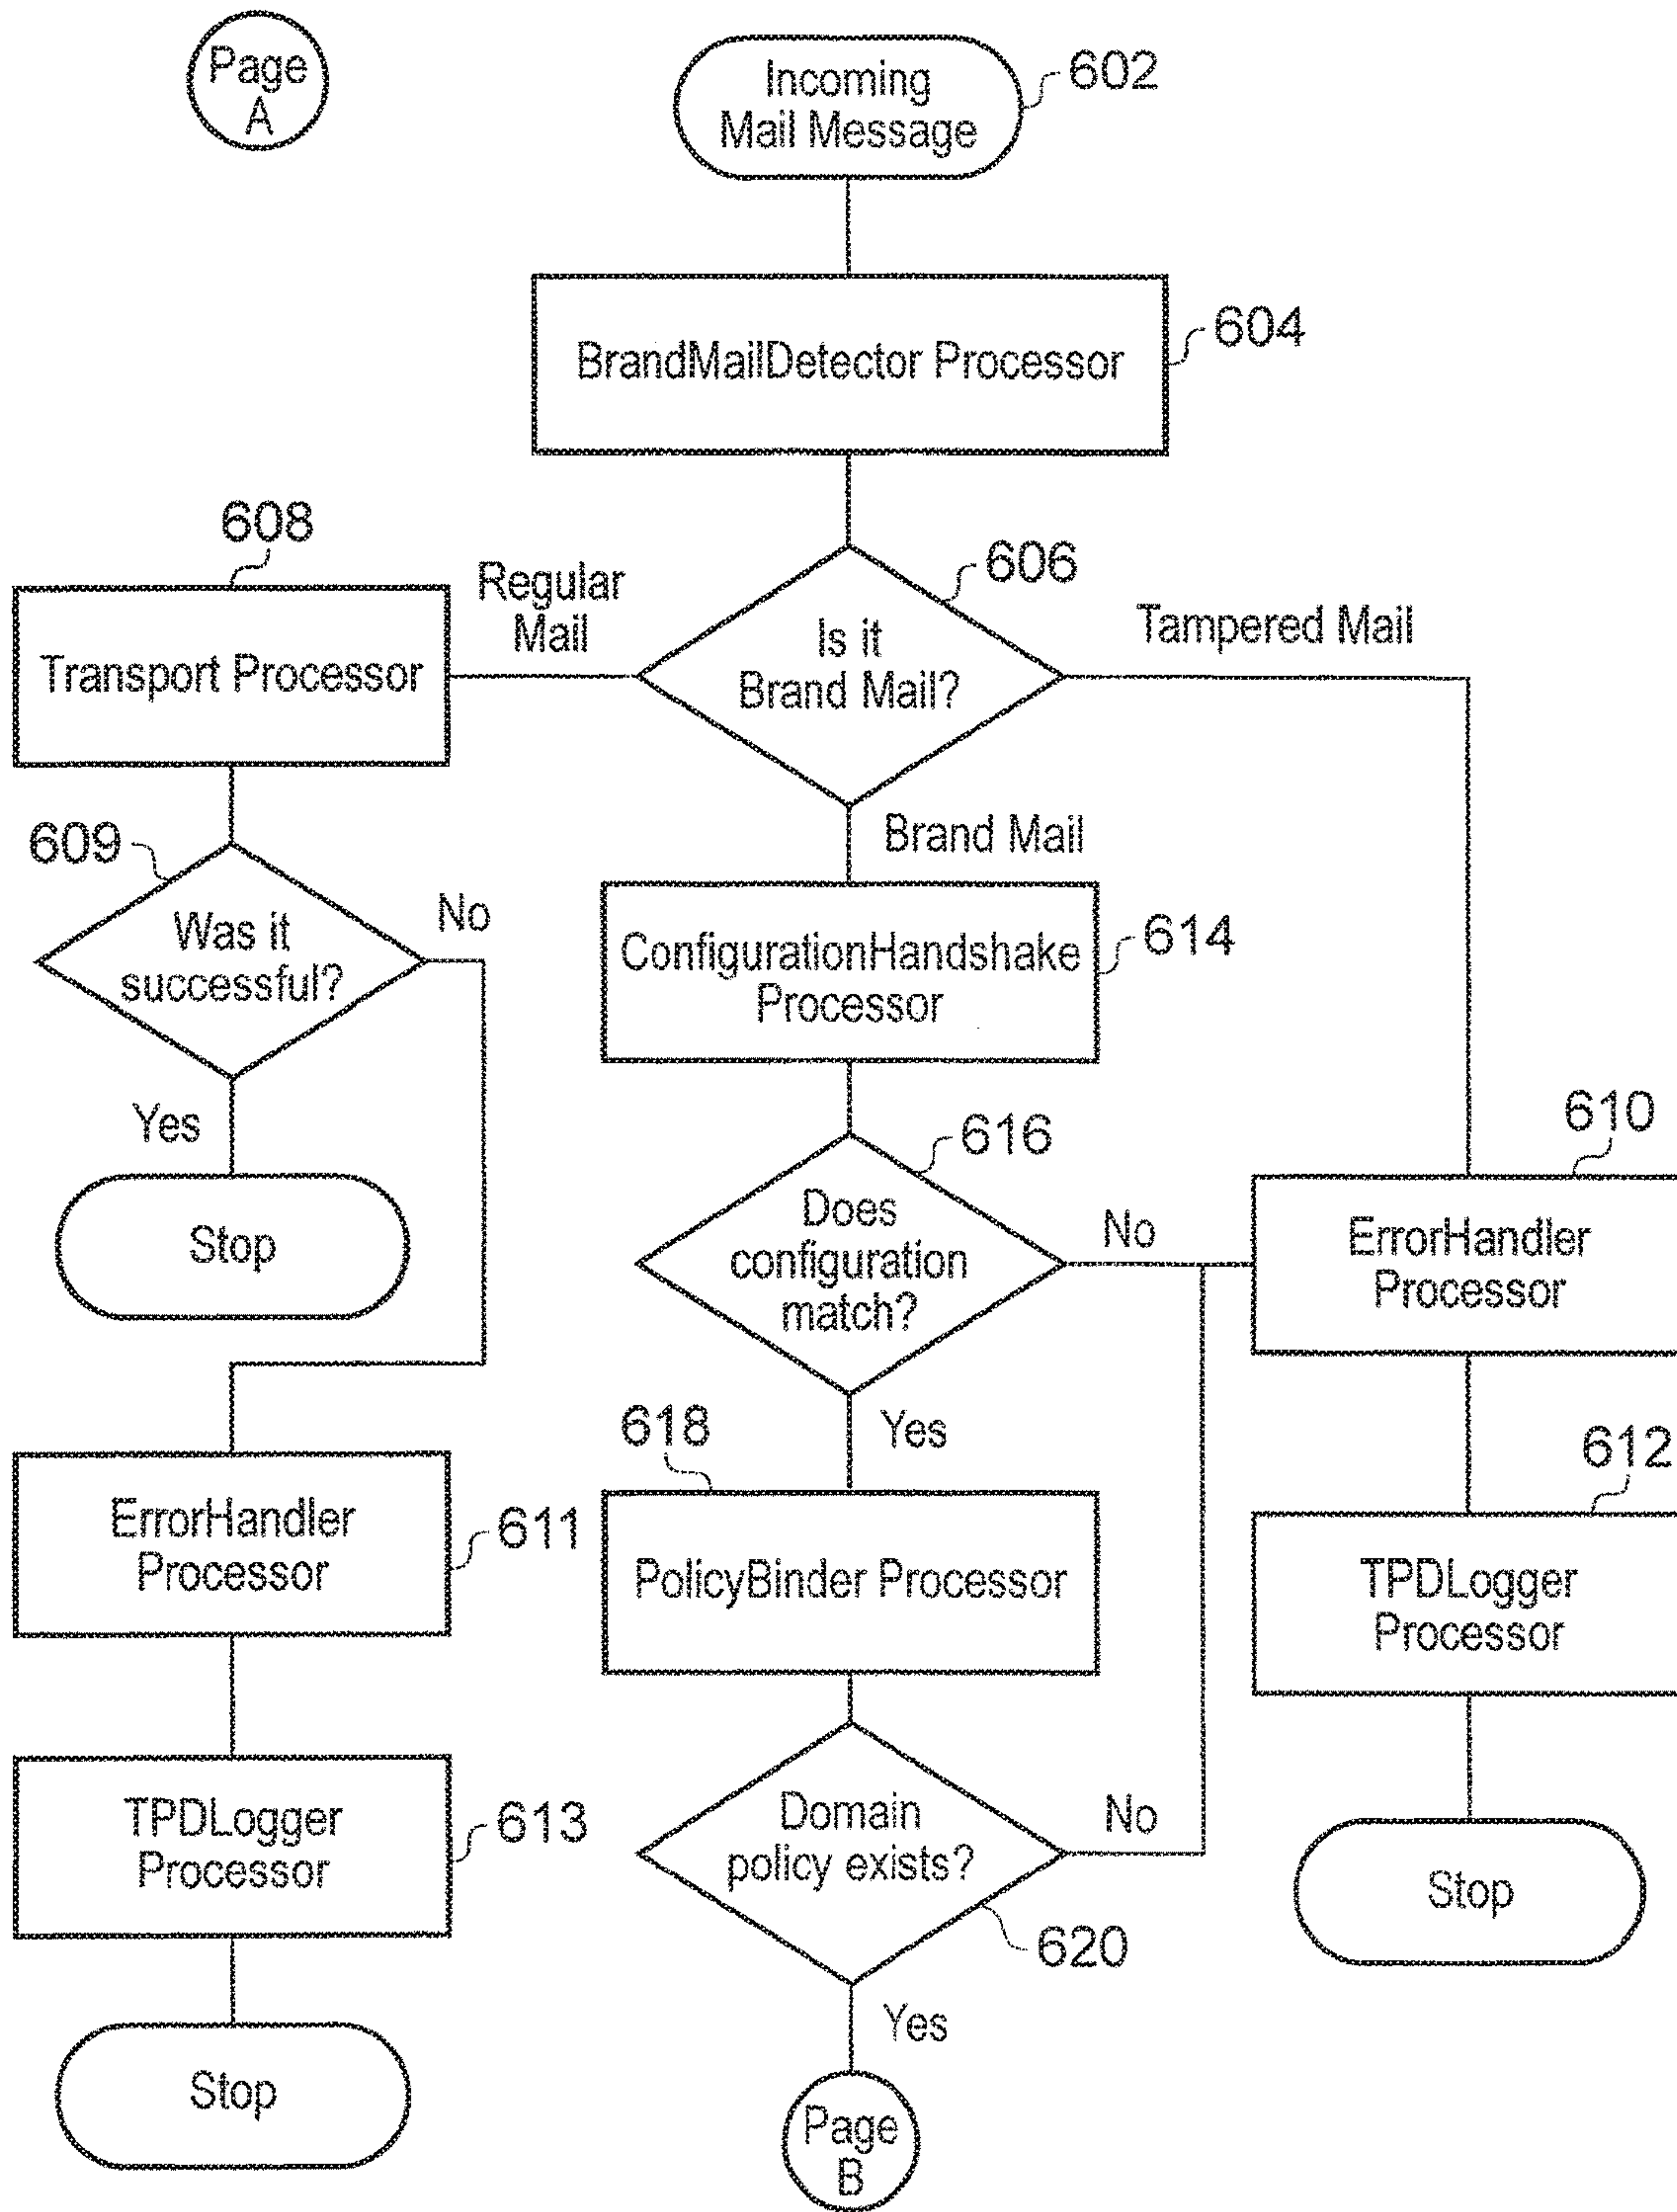 Page
A
Incoming
Mail Message
602
BrandMailDetector Processor
604
608
Regular
Mail
606
Tampered Mail
Transport Processor
Is it
Brand Mail?
Brand Mail
609
Was it
successful?
No
ConfigurationHandshake
Processor
614
Yes
Stop
616
Does
configuration
match?
No
610
ErrorHandler
Processor
Yes
618
612
ErrorHandler
Processor
611
PolicyBinder Processor
TPDLogger
Processor
TPDLogger
Processor
613
Domain
policy exists?
No
620
Stop
Yes
Stop
Page
B